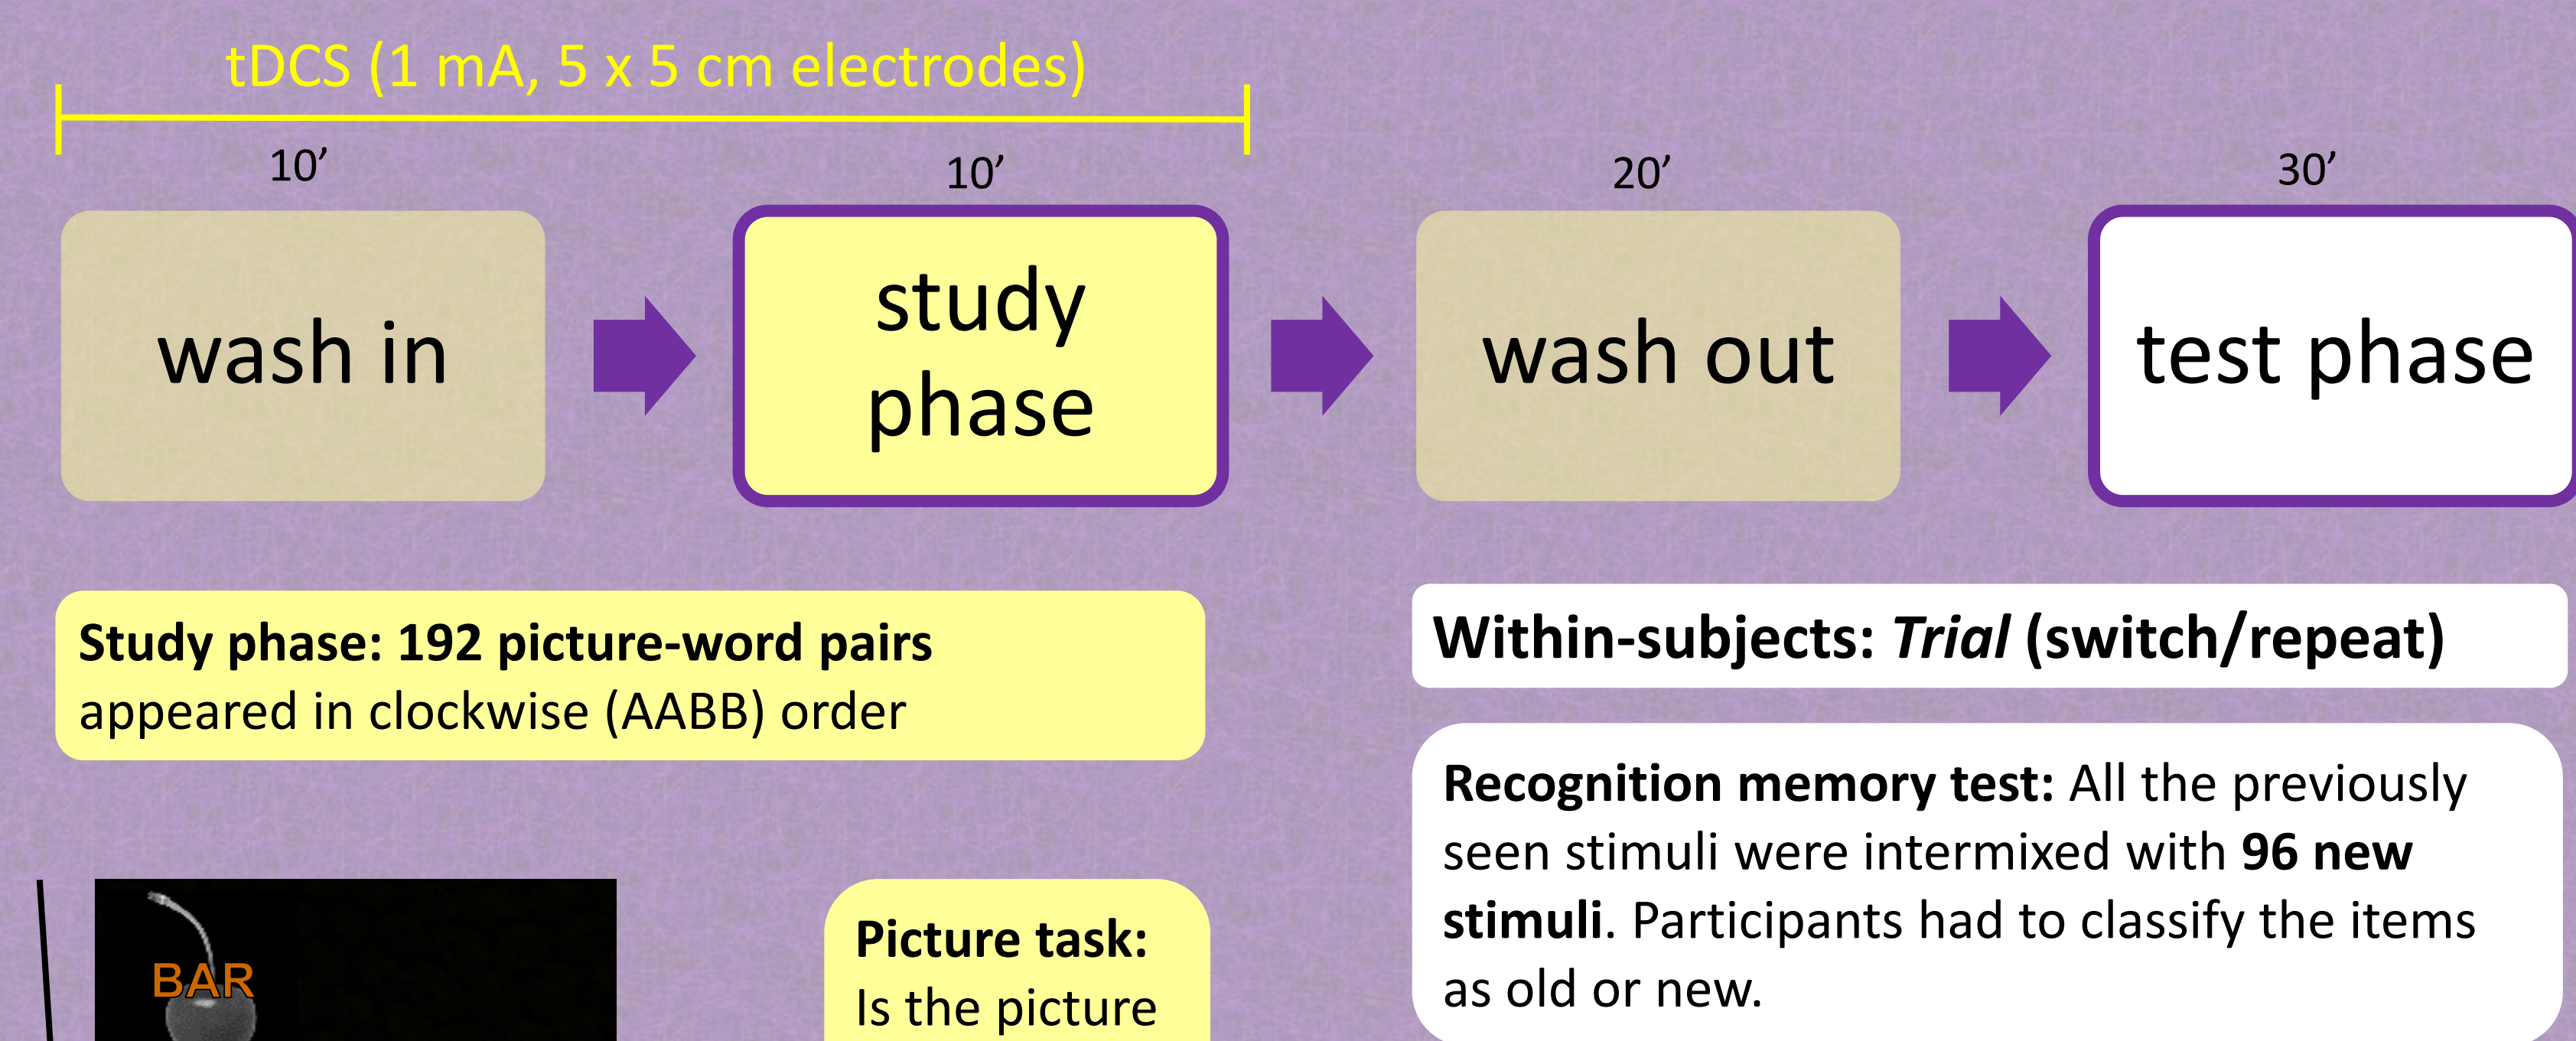 tDCS (1 mA, 5 x 5 cm electrodes)
10’
10’
20’
30’
wash in
study
phase
wash out
test phase
Study phase: 192 picture-word pairs
appeared in clockwise (AABB) order
Within-subjects: Trial (switch/repeat)
Recognition memory test: All the previously
seen stimuli were intermixed with 96 new
stimuli. Participants had to classify the items
as old or new.
BAR
Picture task:
Is the picture